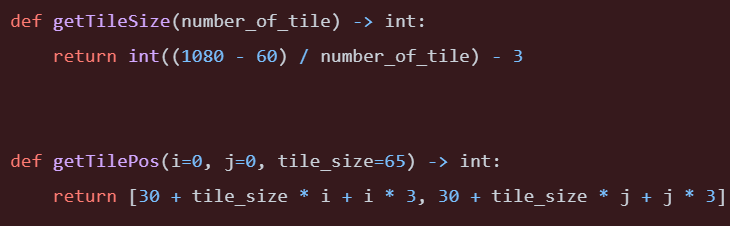 def getTileSize(number_of_tile) -> int:
    return int((1080 - 60) / number_of_tile) - 3
def getTilePos(i=0, j=0, tile_size=65) -> int:
    return [30 + tile_size * i + i * 3, 30 + tile_size * j + j * 3]